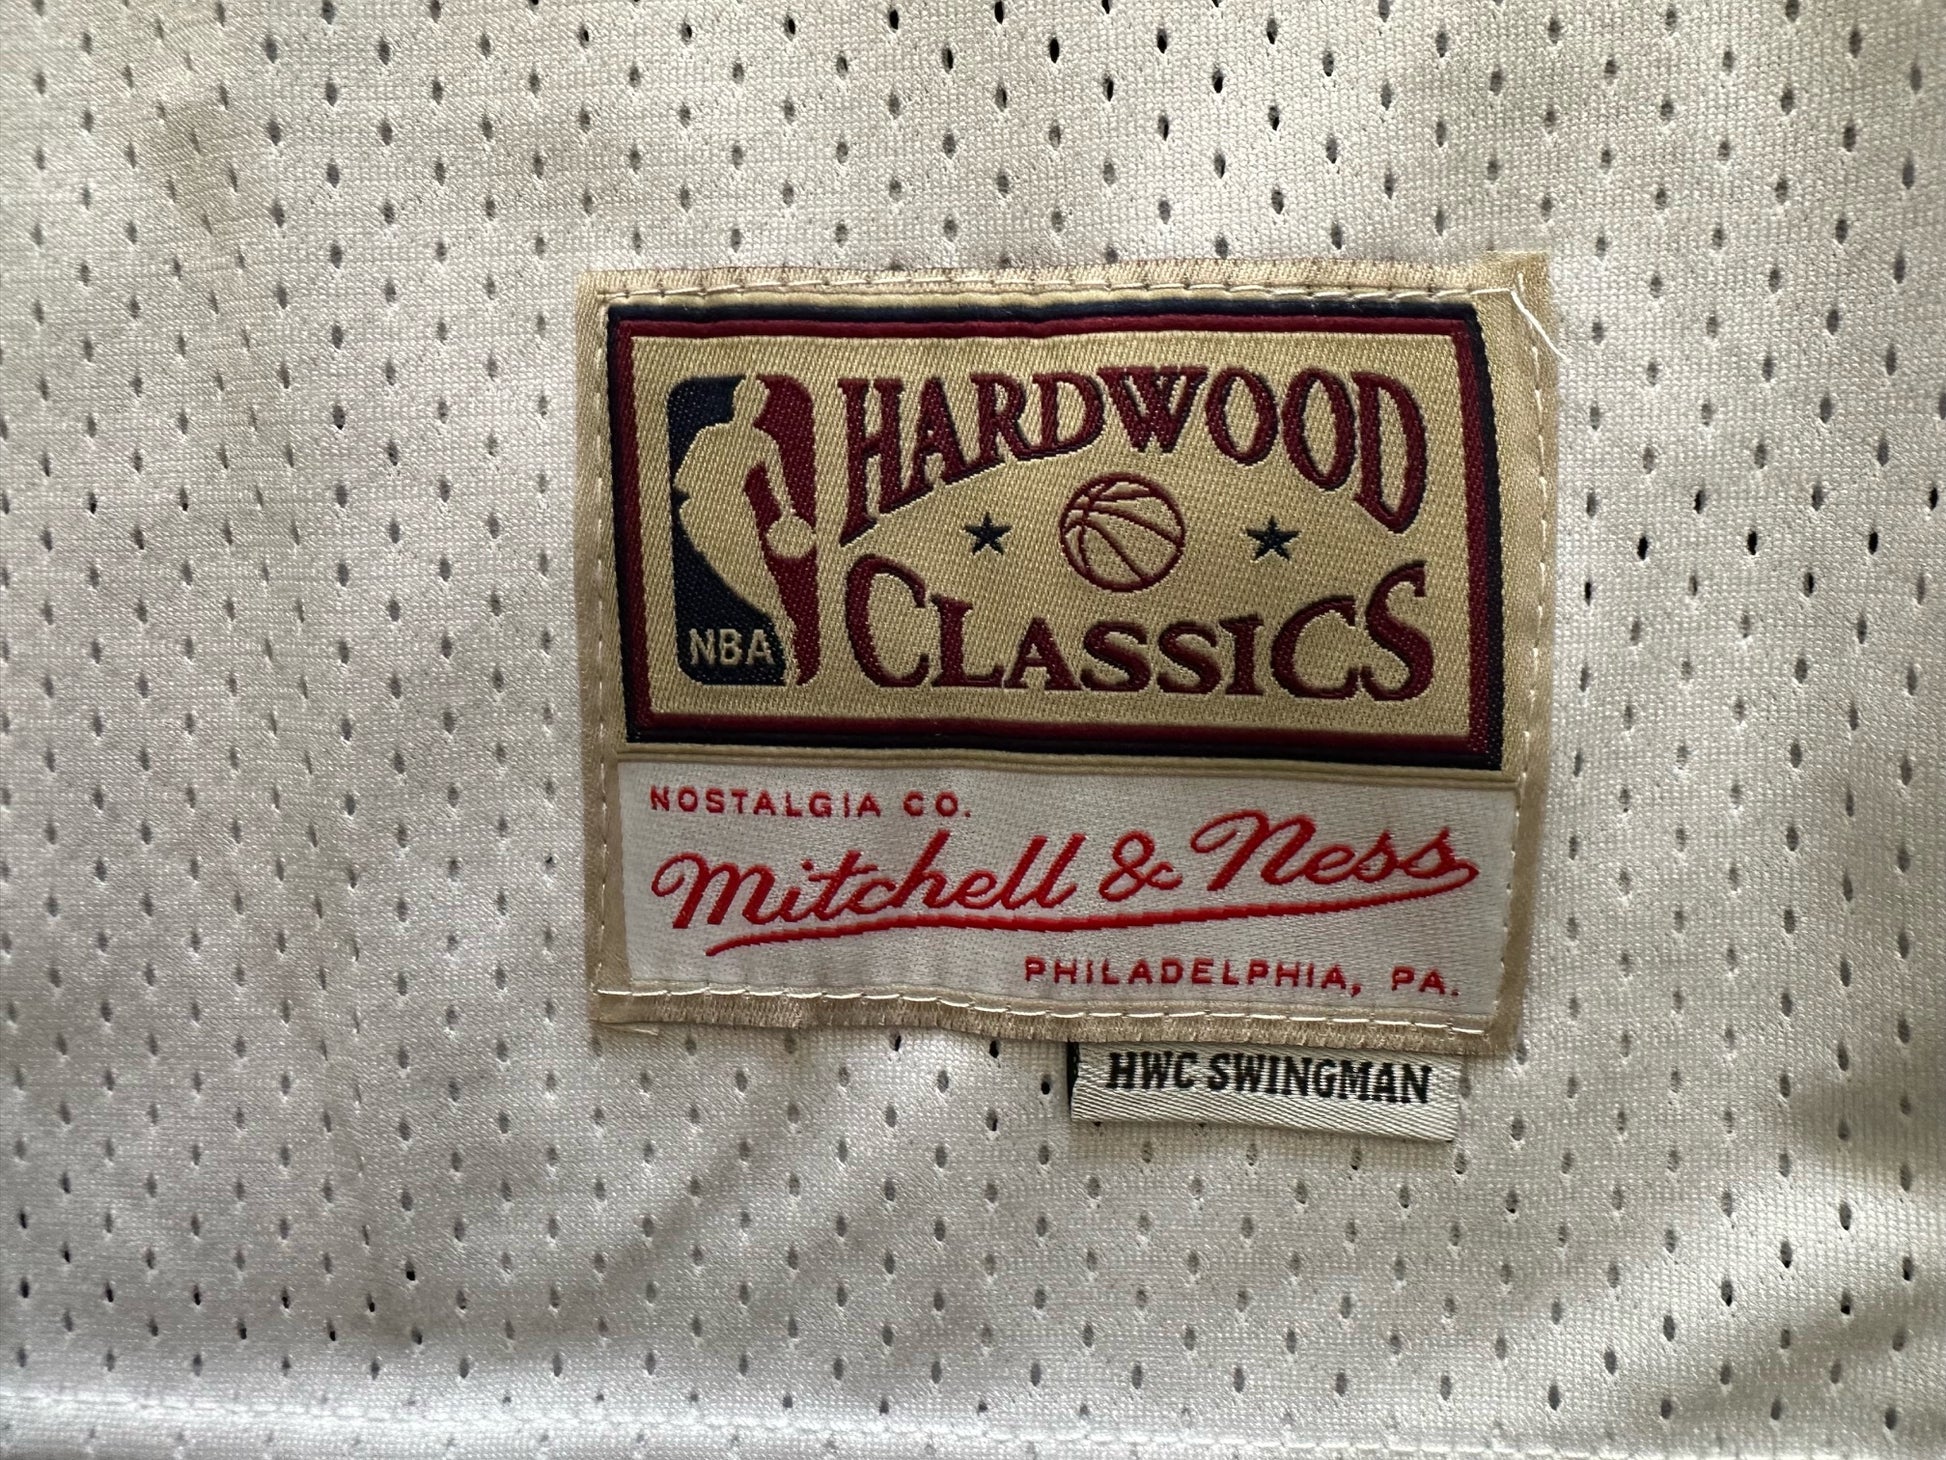 HARDWOOD
CLASSICS
NBA
NOSTALGIA CO.
Mitchell & Ness
PHILADELPHIA, PA.
HWC SWINGMAN